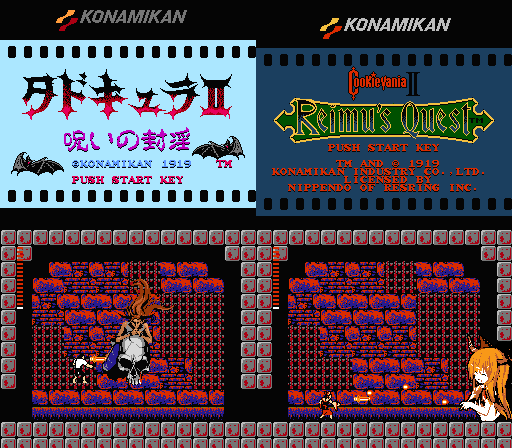 KONAMIKAN
タドキュラII
呪いの封淫
©KONAMIKAN 1919
TM
PUSH START KEY
KONAMIKAN
Cooklevania II
Reimu's Quest
TM
PUSH START KEY
TM AND © 1919
KONAMIKAN INDUSTRY CO.,LTD.
LICENSED BY
NIPPENDO OF RESRING INC.